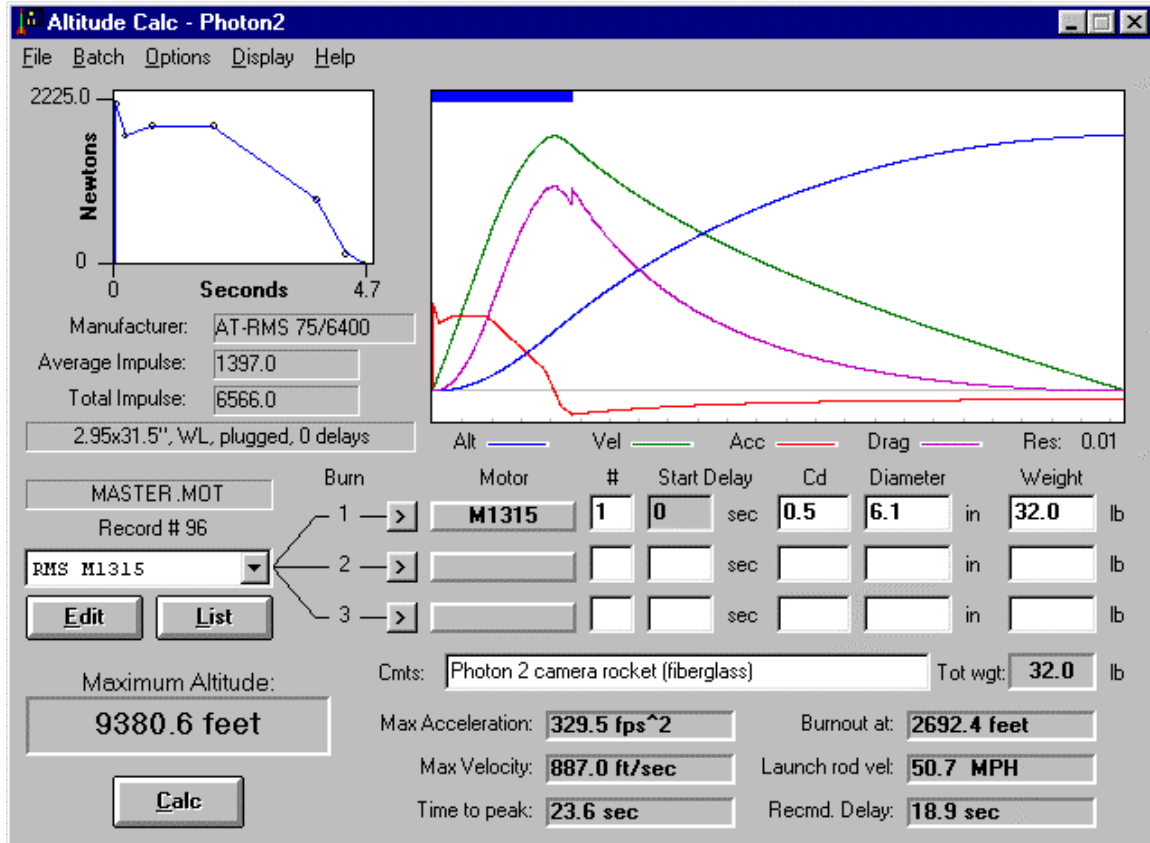 Altitude Calc - Photon2
File Batch Options Display Help
2225.0
Newtons
0
0 Seconds 4.7
Manufacturer: AT-RMS 75/6400
Average Impulse: 1397.0
Total Impulse: 6566.0
2.95x31.5", WL, plugged, 0 delays
Alt Vel Acc Drag Res: 0.01
MASTER.MOT
Record # 96
RMS M1315
Edit List
Burn Motor # Start Delay Cd Diameter Weight
1 > M1315 1 0 sec 0.5 6.1 in 32.0 lb
2 > sec in lb
3 > sec in lb
Cmts: Photon 2 camera rocket (fiberglass) Tot wgt: 32.0 lb
Maximum Altitude:
9380.6 feet
Calc
Max Acceleration: 329.5 fps^2 Burnout at: 2692.4 feet
Max Velocity: 887.0 ft/sec Launch rod vel: 50.7 MPH
Time to peak: 23.6 sec Recmd. Delay: 18.9 sec